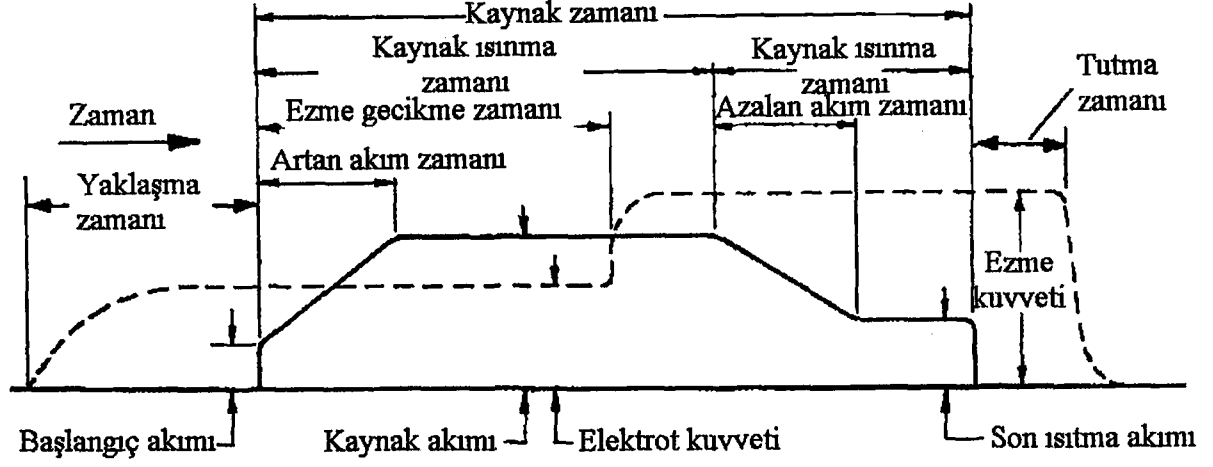 Kaynak zamanı
Kaynak ısınma
zamanı
Kaynak ısınma
zamanı
Tutma
zamanı
Ezme gecikme zamanı
Azalan akım zamanı
Zaman
Artan akım zamanı
Yaklaşma
zamanı
Ezme
kuvveti
Başlangıç akımı
Kaynak akımı
Elektrot kuvveti
Son ısıtma akımı